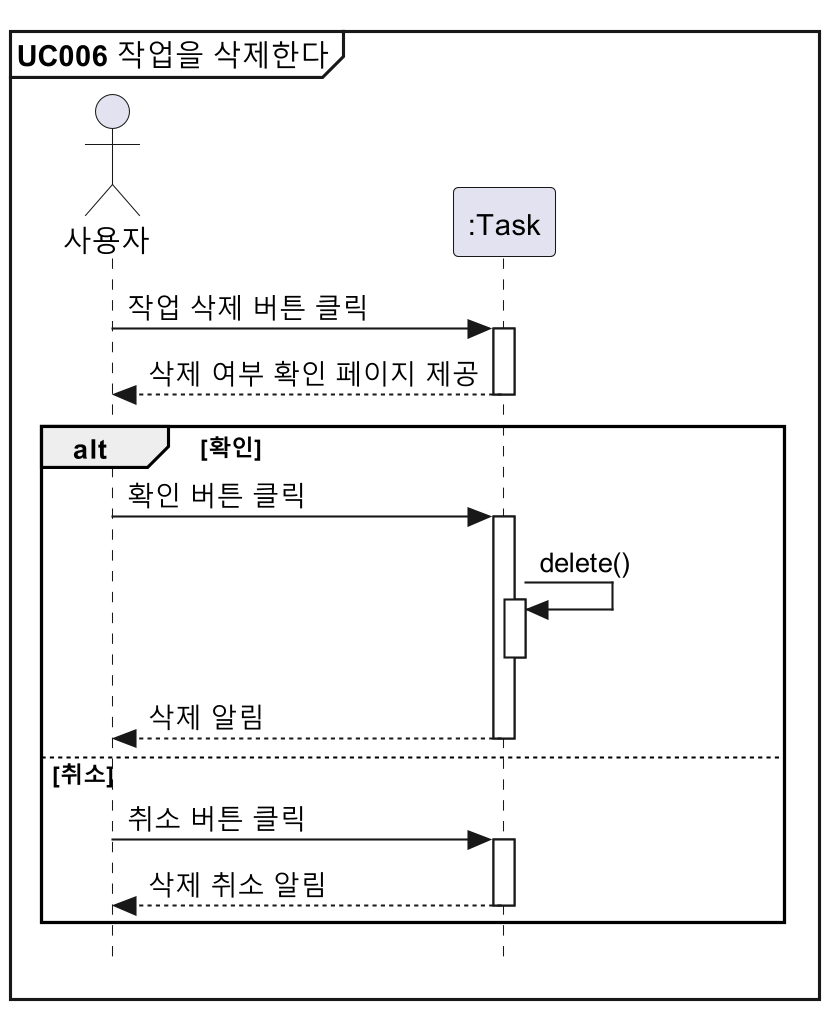 UC006 작업을 삭제한다
사용자
:Task
작업 삭제 버튼 클릭
삭제 여부 확인 페이지 제공
alt [확인]
확인 버튼 클릭
delete()
삭제 알림
[취소]
취소 버튼 클릭
삭제 취소 알림